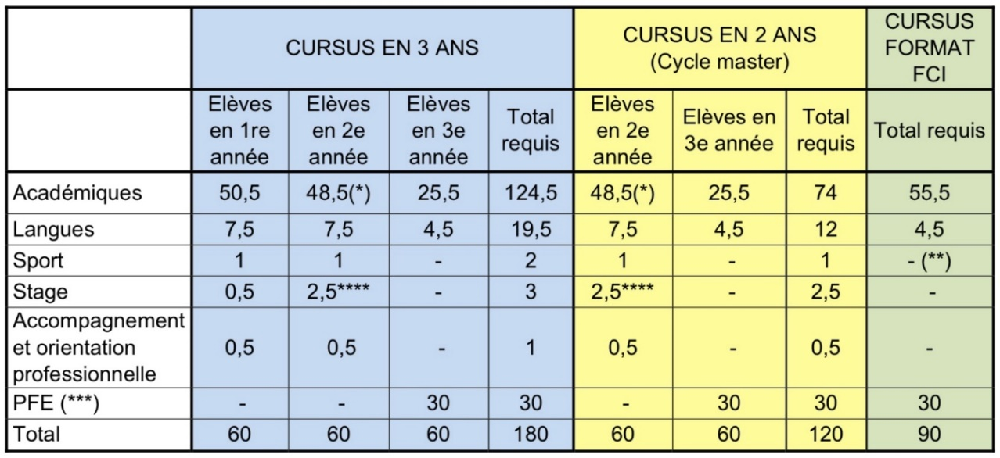 CURSUS EN 3 ANS
CURSUS EN 2 ANS
(Cycle master)
CURSUS
FORMAT
FCI
Elèves
en 1re
année
Elèves
en 2e
année
Elèves
en 3e
année
Total
requis
Elèves
en 2e
année
Elèves en
3e année
Total
requis
Total requis
Académiques 50,5 48,5(*) 25,5 124,5 48,5(*) 25,5 74 55,5
Langues 7,5 7,5 4,5 19,5 7,5 4,5 12 4,5
Sport 1 1 - 2 1 - 1 - (**)
Stage 0,5 2,5**** - 3 2,5**** - 2,5 -
Accompagnement
et orientation
professionnelle
0,5 0,5 - 1 0,5 - 0,5 -
PFE (***) - - 30 30 - 30 30 30
Total 60 60 60 180 60 60 120 90